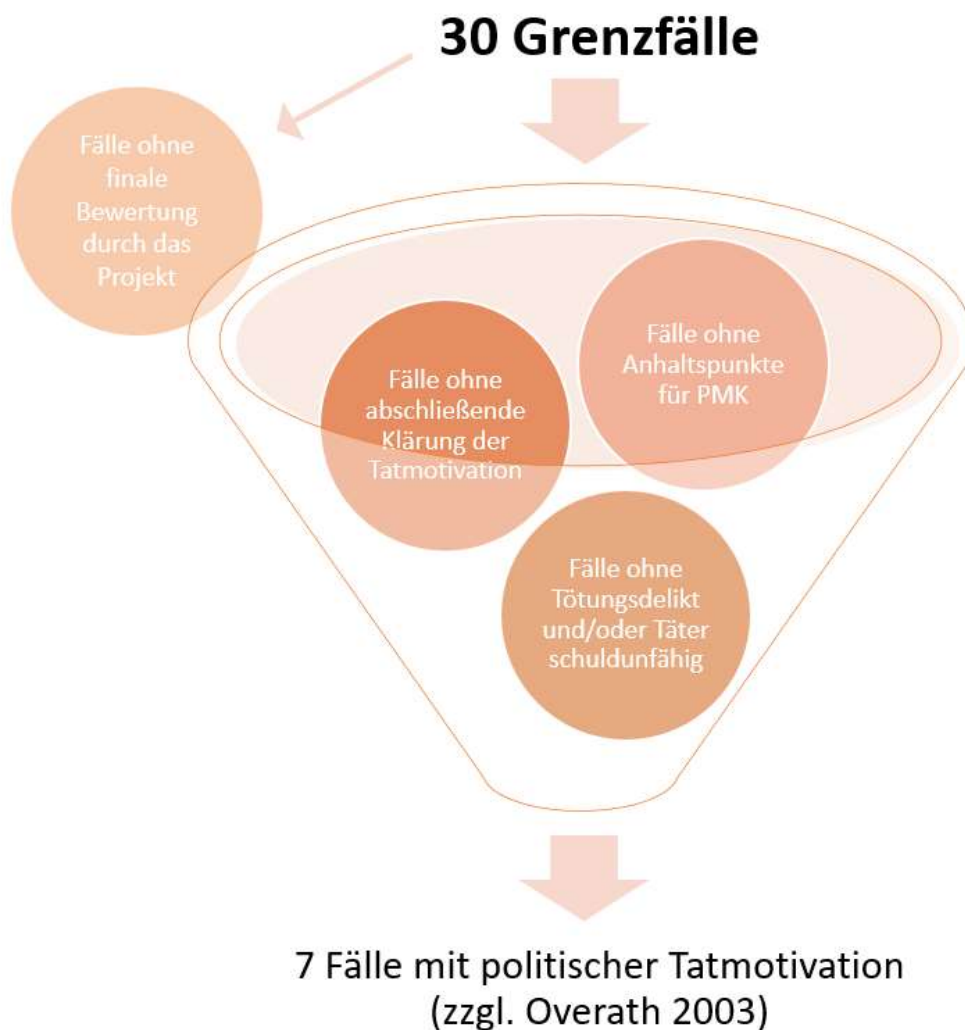 30 Grenzfälle
Fälle ohne
finale
Bewertung
durch das
Projekt
Fälle ohne
Anhaltspunkte
für PMK
Fälle ohne
abschließende
Klärung der
Tatmotivation
Fälle ohne
Tötungsdelikt
und/oder Täter
schuldunfähig
7 Fälle mit politischer Tatmotivation
(zzgl. Overath 2003)